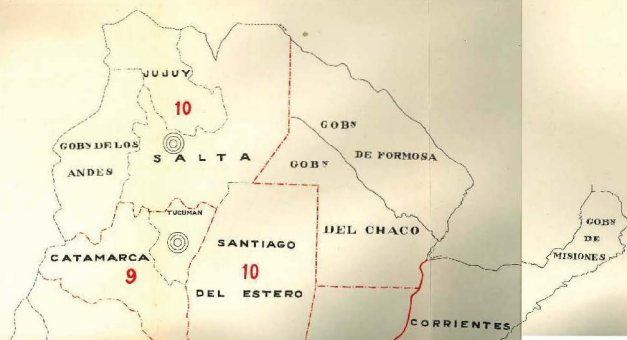 JUJUY
10
GOBN DE LOS
ANDES
SALTA
GOBN
DE FORMOSA
GOBN
DEL CHACO
TUCUMAN
CATAMARCA
9
SANTIAGO
10
DEL ESTERO
CORRIENTES
GOBN
DE
MISIONES